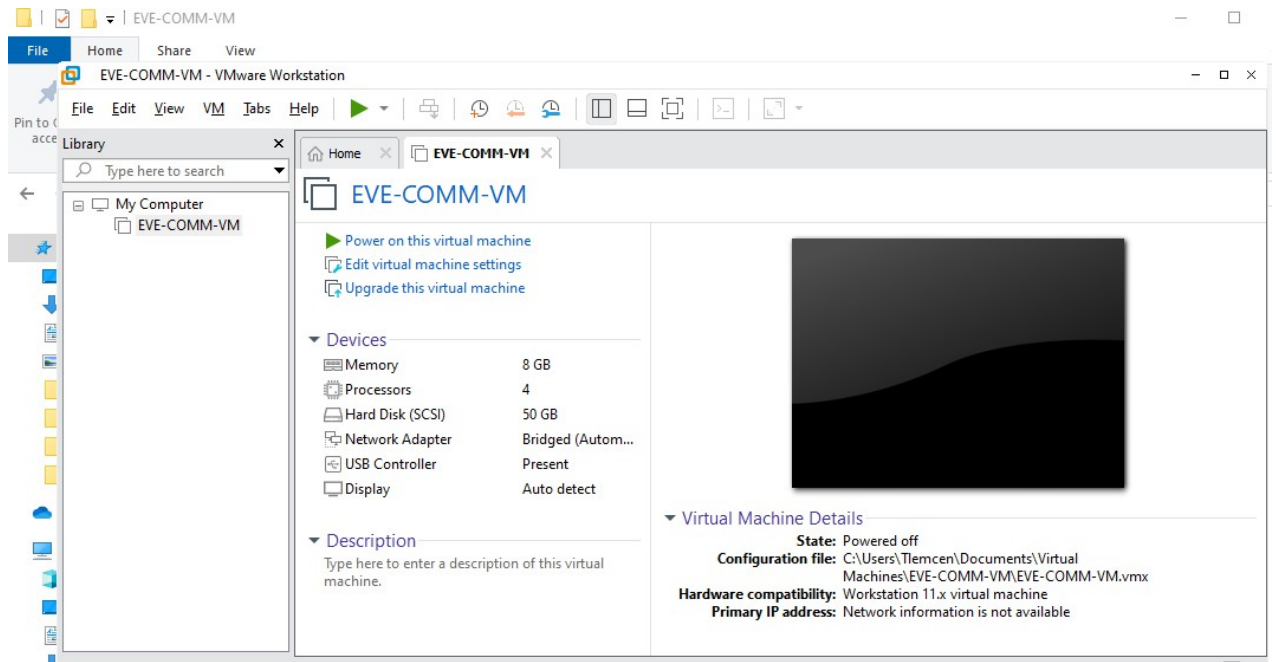 EVE-COMM-VM
File Home Share View
EVE-COMM-VM - VMware Workstation
File Edit View VM Tabs Help
Pin to
acce
Library
Type here to search
My Computer
EVE-COMM-VM
Home EVE-COMM-VM
EVE-COMM-VM
Power on this virtual machine
Edit virtual machine settings
Upgrade this virtual machine
Devices
Memory 8 GB
Processors 4
Hard Disk (SCSI) 50 GB
Network Adapter Bridged (Autom...
USB Controller Present
Display Auto detect
Description
Type here to enter a description of this virtual
machine.
Virtual Machine Details
State: Powered off
Configuration file: C:\Users\Tlemcen\Documents\Virtual
Machines\EVE-COMM-VM\EVE-COMM-VM.vmx
Hardware compatibility: Workstation 11.x virtual machine
Primary IP address: Network information is not available